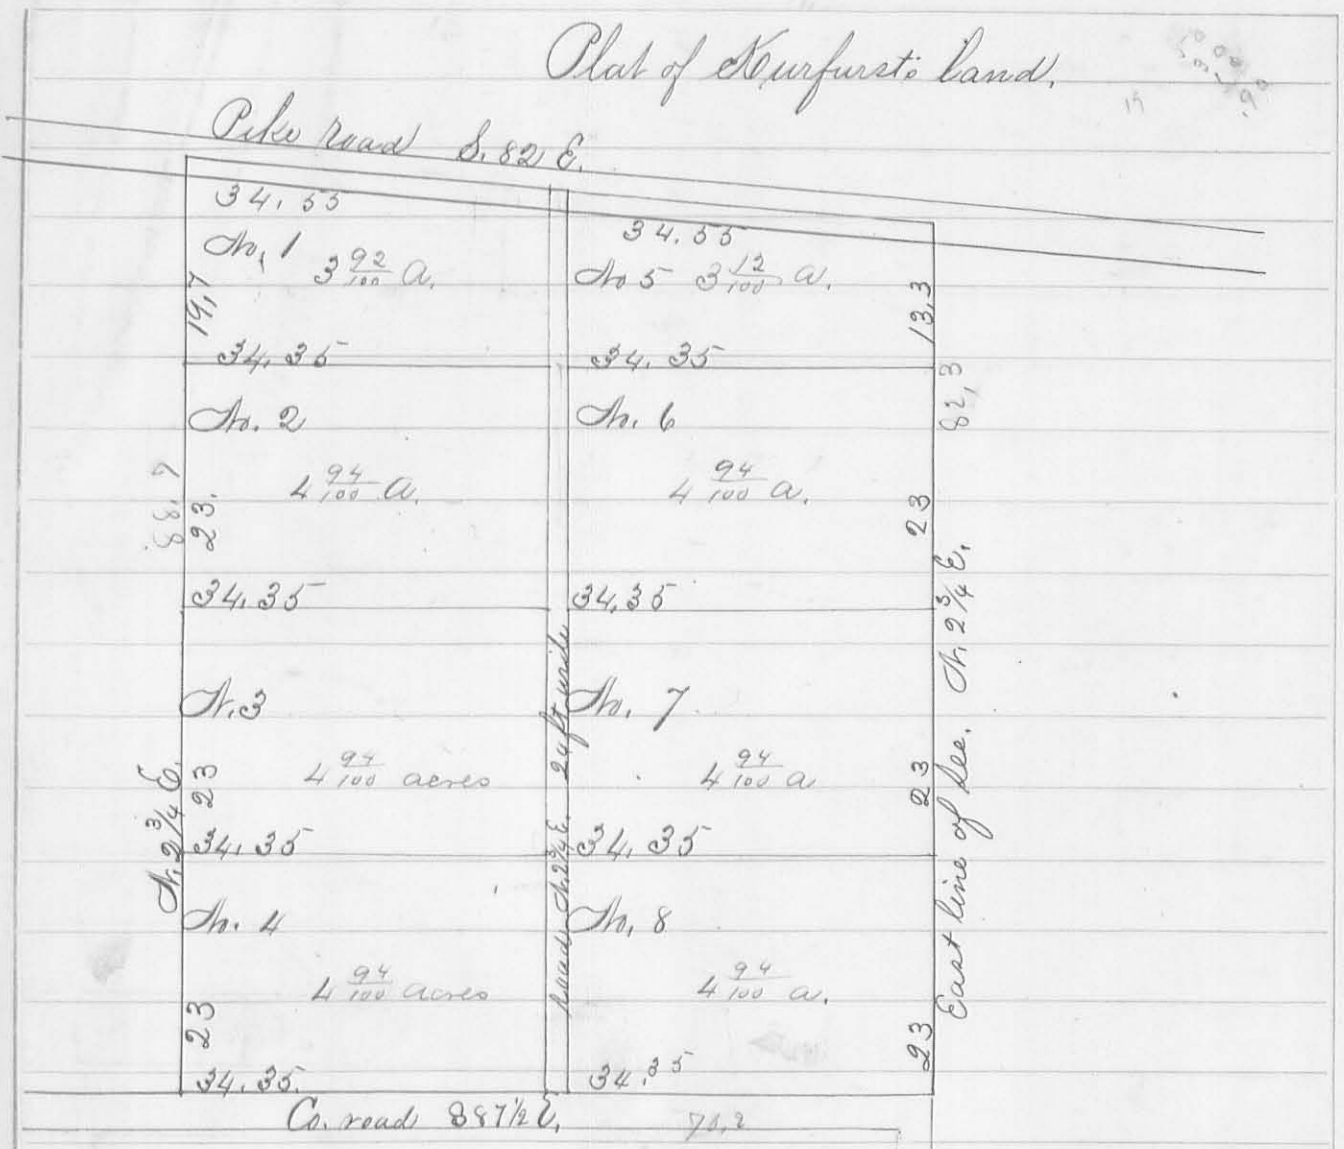 Plat of Kurfurst's land.
Pike road S. 82 E.
34.55
No. 1 3 92/100 a.
19,7
34.35
34.55
No 5 3 12/100 a.
13,3
34.35
No. 2
4 94/100 a.
23.
88.7
34.35
No. 6
4 94/100 a.
23
82,3
34,35
N. 3
4 94/100 acres
23
N. 2 3/4 E.
34.35
No. 7
4 94/100 a
23
34,35
No. 4
4 94/100 acres
23
34.35.
No. 8
4 94/100 a.
23
34.35
Road N. 2 3/4 E. 24 ft wide
East line of Sec. N. 2 3/4 E.
Co. road S 87 1/2 E.
70,2